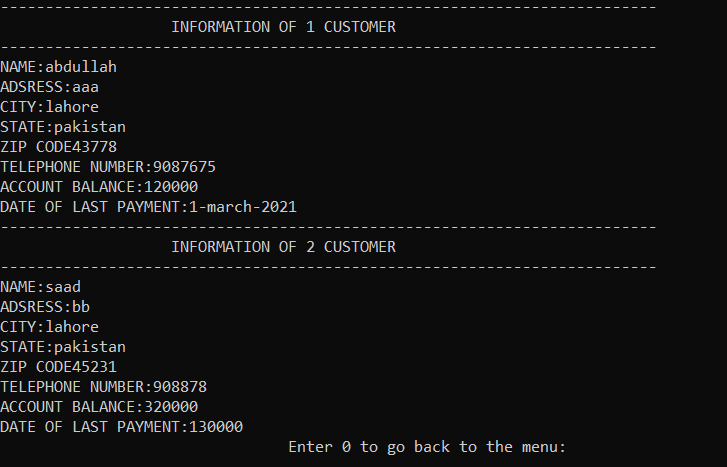 -------------------------------------------------------------------------
INFORMATION OF 1 CUSTOMER
-------------------------------------------------------------------------
NAME:abdullah
ADSRESS:aaa
CITY:lahore
STATE:pakistan
ZIP CODE43778
TELEPHONE NUMBER:9087675
ACCOUNT BALANCE:120000
DATE OF LAST PAYMENT:1-march-2021
-------------------------------------------------------------------------
INFORMATION OF 2 CUSTOMER
-------------------------------------------------------------------------
NAME:saad
ADSRESS:bb
CITY:lahore
STATE:pakistan
ZIP CODE45231
TELEPHONE NUMBER:908878
ACCOUNT BALANCE:320000
DATE OF LAST PAYMENT:130000
Enter 0 to go back to the menu: